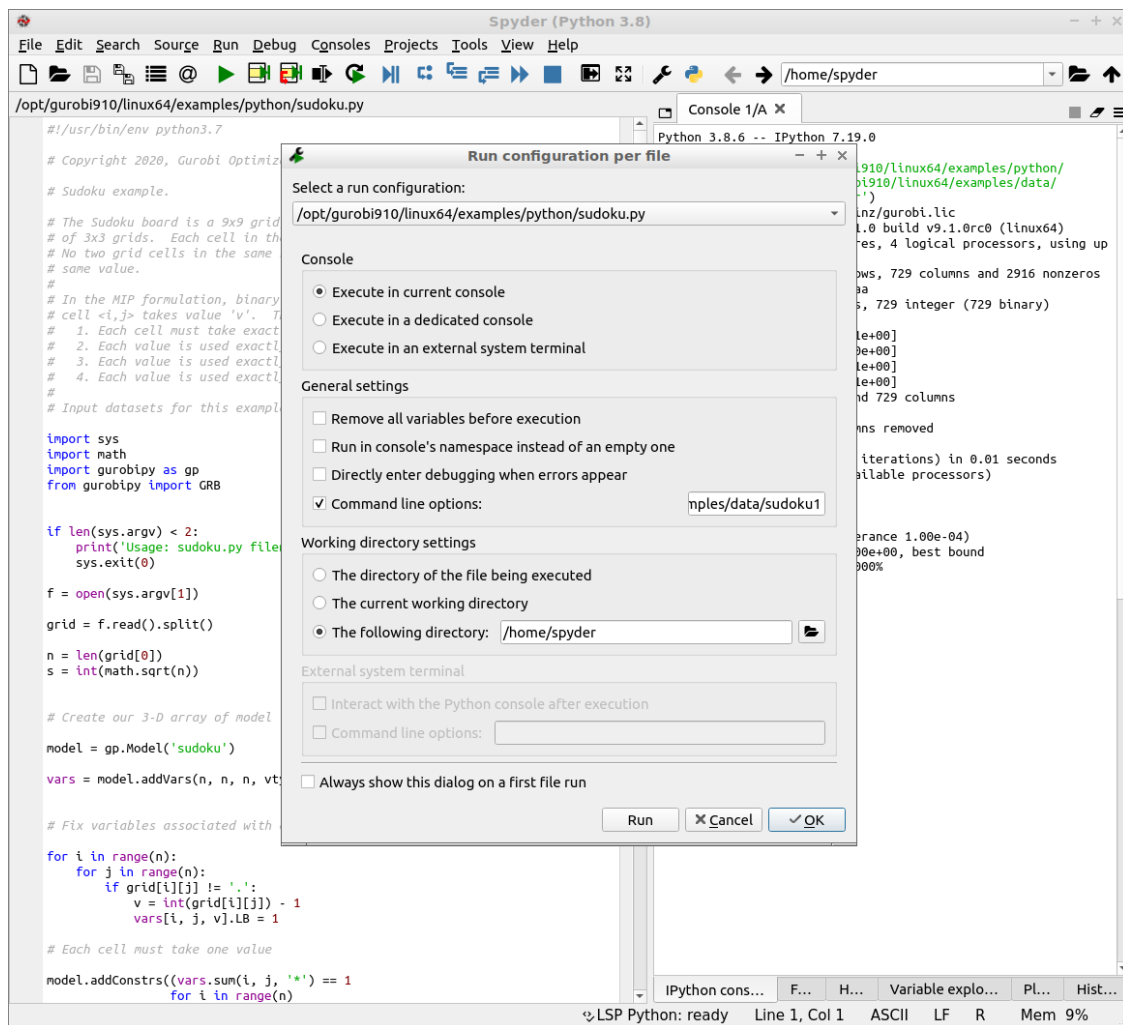 Spyder (Python 3.8)
File Edit Search Source Run Debug Consoles Projects Tools View Help
/home/spyder
/opt/gurobi910/linux64/examples/python/sudoku.py
#!/usr/bin/env python3.7
# Copyright 2020, Gurobi Optimiz
# Sudoku example.
# The Sudoku board is a 9x9 grid
# of 3x3 grids.  Each cell in the
# No two grid cells in the same
# same value.
#
# In the MIP formulation, binary
# cell <i,j> takes value 'v'.  T
#   1. Each cell must take exact
#   2. Each value is used exactl
#   3. Each value is used exactl
#   4. Each value is used exactl
#
# Input datasets for this exampl
import sys
import math
import gurobipy as gp
from gurobipy import GRB
if len(sys.argv) < 2:
    print('Usage: sudoku.py filen
    sys.exit(0)
f = open(sys.argv[1])
grid = f.read().split()
n = len(grid[0])
s = int(math.sqrt(n))
# Create our 3-D array of model
model = gp.Model('sudoku')
vars = model.addVars(n, n, n, vty
# Fix variables associated with
for i in range(n):
    for j in range(n):
        if grid[i][j] != '.':
            v = int(grid[i][j]) - 1
            vars[i, j, v].LB = 1
# Each cell must take one value
model.addConstrs((vars.sum(i, j, '*') == 1
                 for i in range(n)
Run configuration per file
Select a run configuration:
/opt/gurobi910/linux64/examples/python/sudoku.py
Console
Execute in current console
Execute in a dedicated console
Execute in an external system terminal
General settings
Remove all variables before execution
Run in console's namespace instead of an empty one
Directly enter debugging when errors appear
Command line options: mples/data/sudoku1
Working directory settings
The directory of the file being executed
The current working directory
The following directory: /home/spyder
External system terminal
Interact with the Python console after execution
Command line options:
Always show this dialog on a first file run
Run Cancel OK
Console 1/A
Python 3.8.6 -- IPython 7.19.0
i910/linux64/examples/python/
bi910/linux64/examples/data/
r')
inz/gurobi.lic
1.0 build v9.1.0rc0 (linux64)
res, 4 logical processors, using up
ows, 729 columns and 2916 nonzeros
aa
s, 729 integer (729 binary)
1e+00]
0e+00]
1e+00]
1e+00]
nd 729 columns
mns removed
iterations) in 0.01 seconds
ailable processors)
erance 1.00e-04)
00e+00, best bound
000%
IPython cons... F... H... Variable explo... Pl... Hist...
LSP Python: ready Line 1, Col 1 ASCII LF R Mem 9%